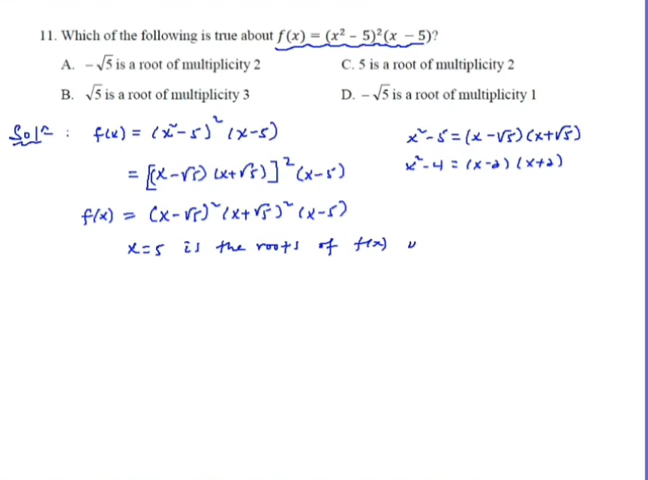 11. Which of the following is true about f(x) = (x² – 5)²(x – 5)?
A. –√5 is a root of multiplicity 2
C. 5 is a root of multiplicity 2
B. √5 is a root of multiplicity 3
D. –√5 is a root of multiplicity 1
Solⁿ : f(x) = (x²-5)² (x-5)
x²-5 = (x-√5)(x+√5)
= [(x-√5) (x+√5)]² (x-5)
x²-4 = (x-2) (x+2)
f(x) = (x-√5)² (x+√5)² (x-5)
x=5 is the roots of f(x)